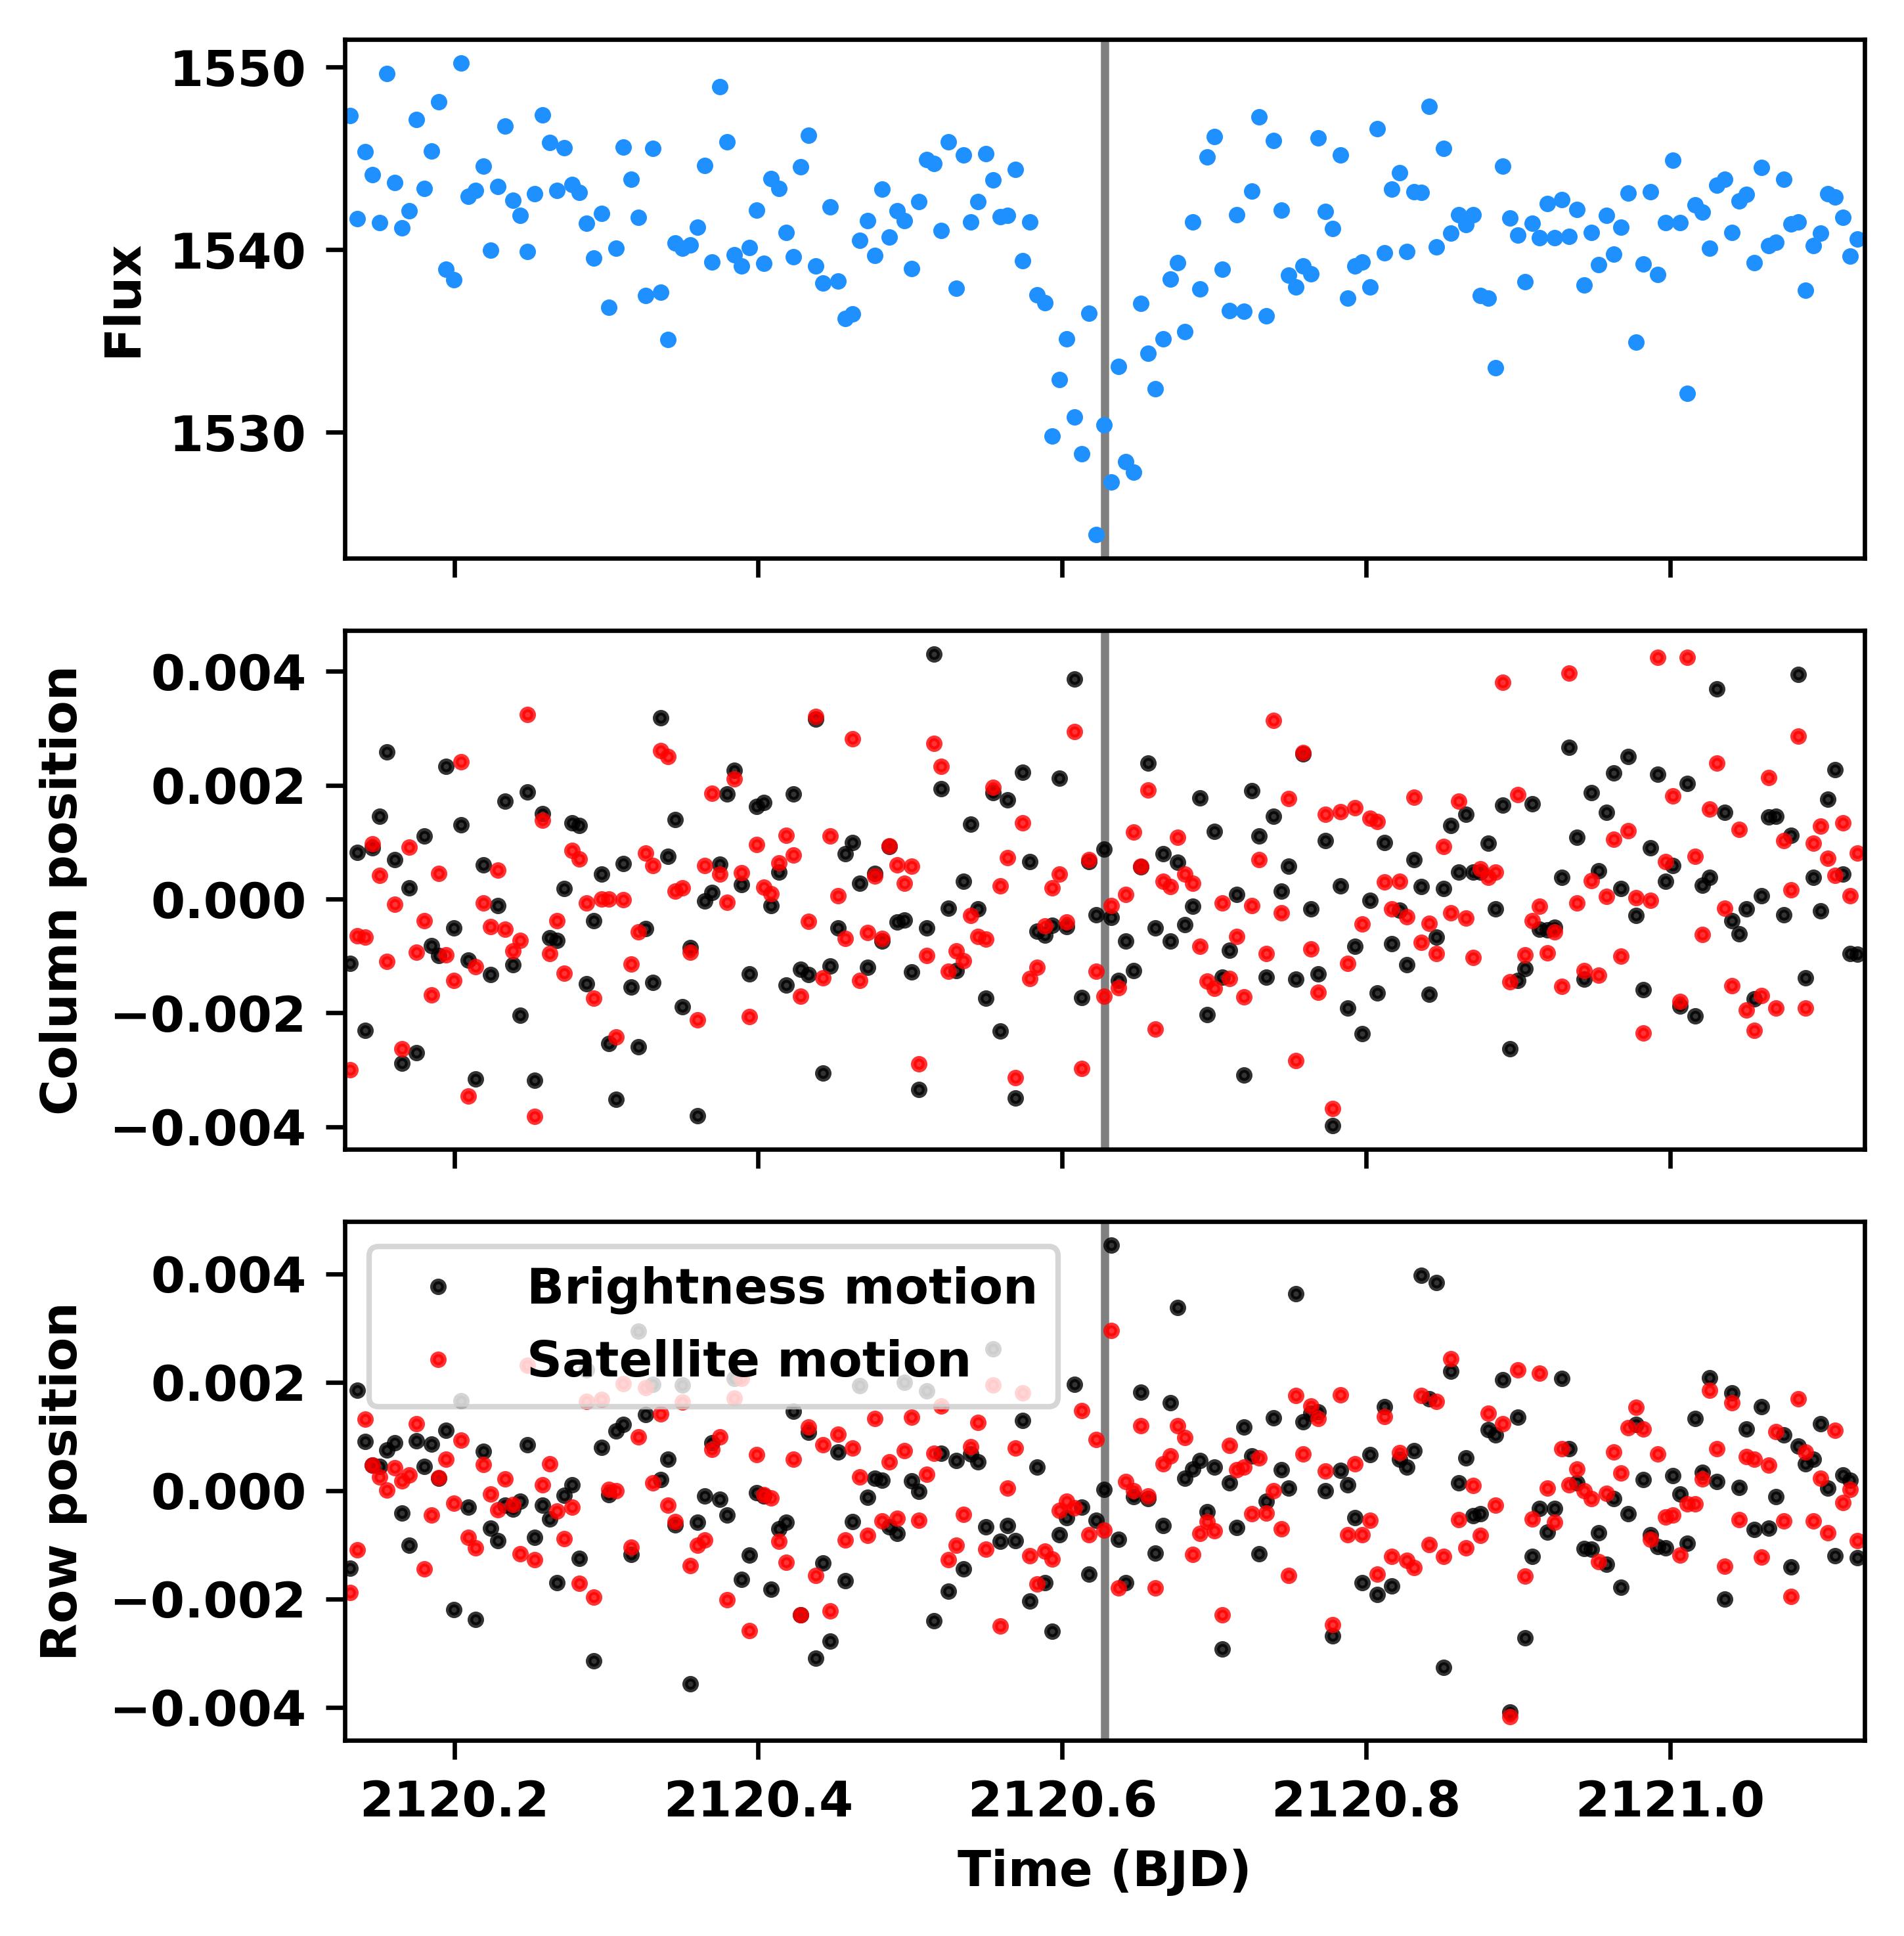 1550
1540
1530
Flux
0.004
0.002
0.000
−0.002
−0.004
Column position
0.004
0.002
0.000
−0.002
−0.004
Row position
Brightness motion
Satellite motion
2120.2 2120.4 2120.6 2120.8 2121.0
Time (BJD)